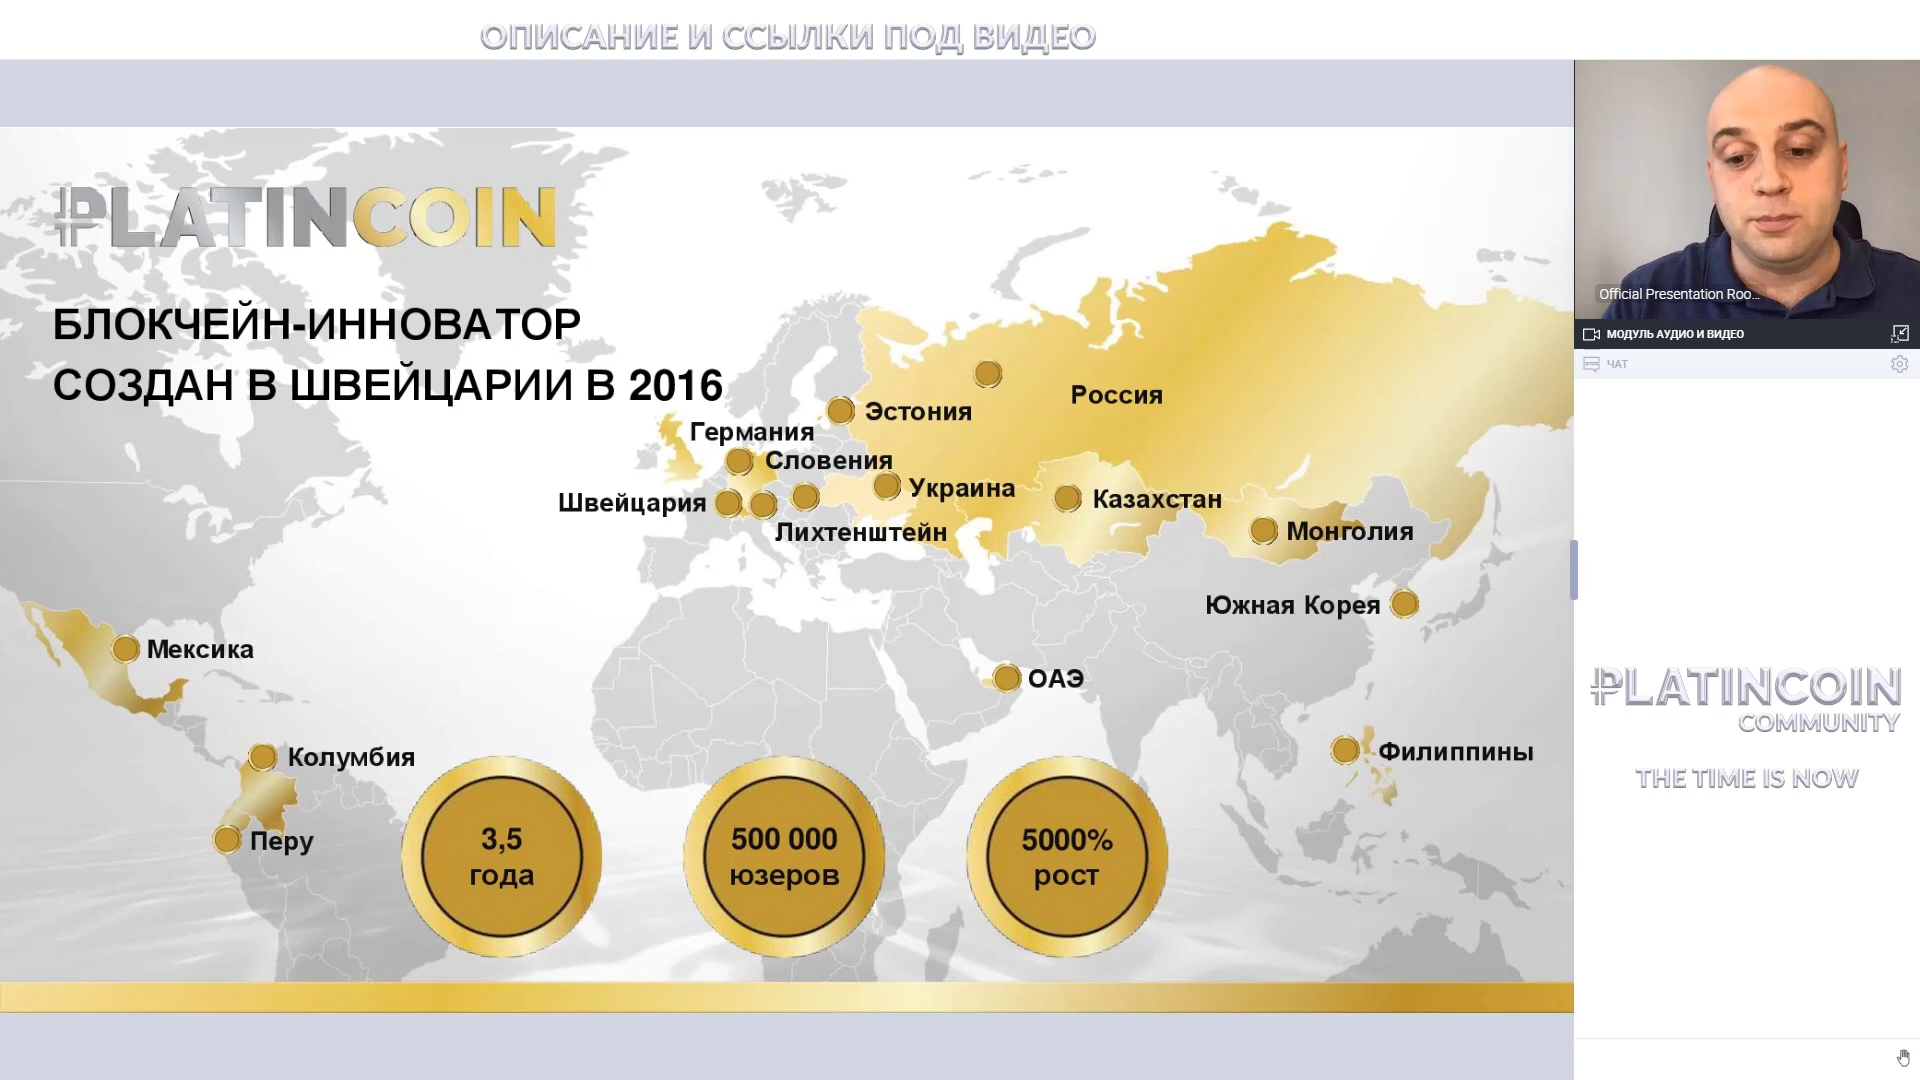 ОПИСАНИЕ И ССЫЛКИ ПОД ВИДЕО
PLATINCOIN
БЛОКЧЕЙН-ИННОВАТОР
СОЗДАН В ШВЕЙЦАРИИ В 2016
Россия
Эстония
Германия
Словения
Украина
Швейцария
Казахстан
Лихтенштейн
Монголия
Южная Корея
Мексика
ОАЭ
Колумбия
Филиппины
Перу
3,5
года
500 000
юзеров
5000%
рост
Official Presentation Roo...
МОДУЛЬ АУДИО И ВИДЕО
ЧАТ
PLATINCOIN
COMMUNITY
THE TIME IS NOW